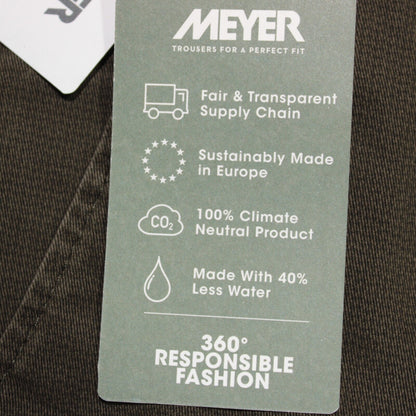 MEYER
TROUSERS FOR A PERFECT FIT
Fair & Transparent
Supply Chain
Sustainably Made
in Europe
CO₂
100% Climate
Neutral Product
Made With 40%
Less Water
360°
RESPONSIBLE
FASHION